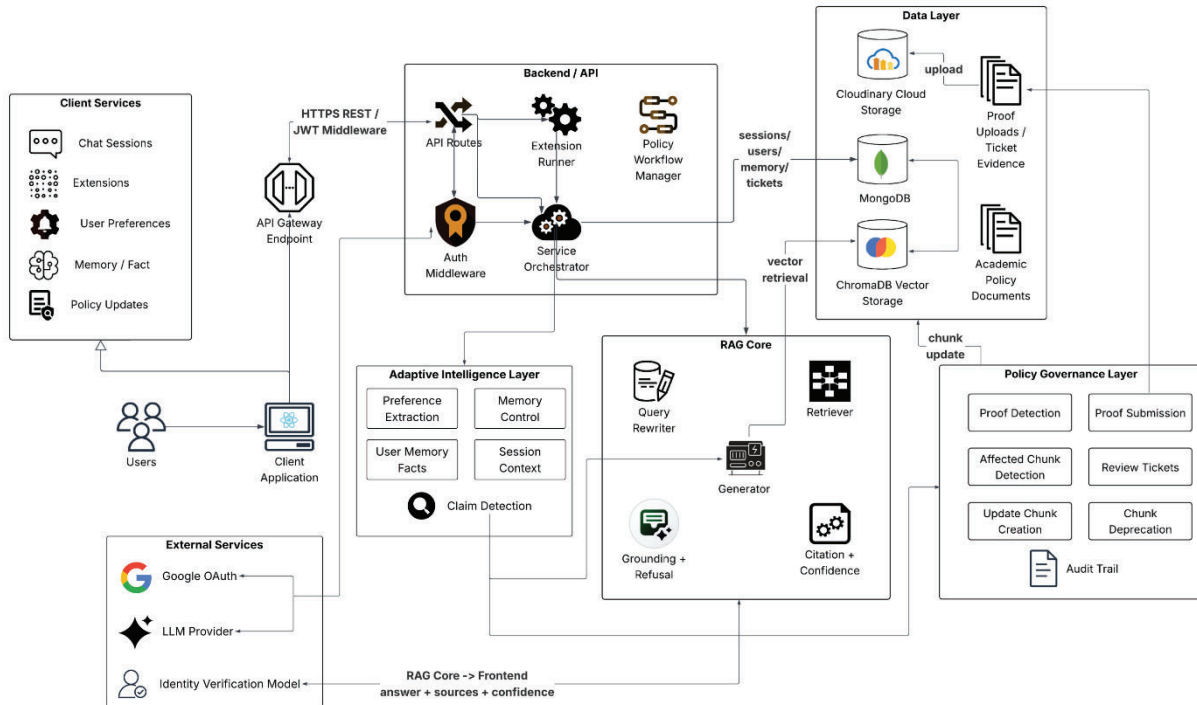 Client Services
Chat Sessions
Extensions
User Preferences
Memory / Fact
Policy Updates
Users
Client
Application
HTTPS REST /
JWT Middleware
API Gateway
Endpoint
Backend / API
API Routes
Extension
Runner
Policy
Workflow
Manager
Auth
Middleware
Service
Orchestrator
sessions/
users/
memory/
tickets
vector
retrieval
Data Layer
Cloudinary Cloud
Storage
upload
Proof
Uploads /
Ticket
Evidence
MongoDB
ChromaDB Vector
Storage
Academic
Policy
Documents
chunk
update
Adaptive Intelligence Layer
Preference
Extraction
Memory
Control
User Memory
Facts
Session
Context
Claim Detection
RAG Core
Query
Rewriter
Retriever
Generator
Grounding +
Refusal
Citation +
Confidence
Policy Governance Layer
Proof Detection
Proof Submission
Affected Chunk
Detection
Review Tickets
Update Chunk
Creation
Chunk
Deprecation
Audit Trail
External Services
Google OAuth
LLM Provider
Identity Verification Model
RAG Core -> Frontend
answer + sources + confidence